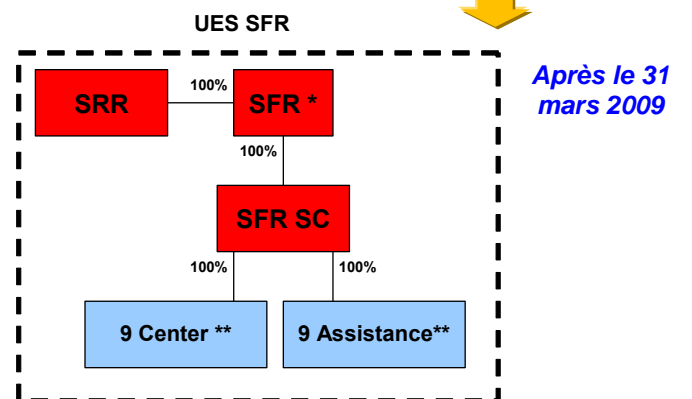 UES SFR
Après le 31
mars 2009
SRR
100%
SFR *
100%
SFR SC
100%
100%
9 Center **
9 Assistance**